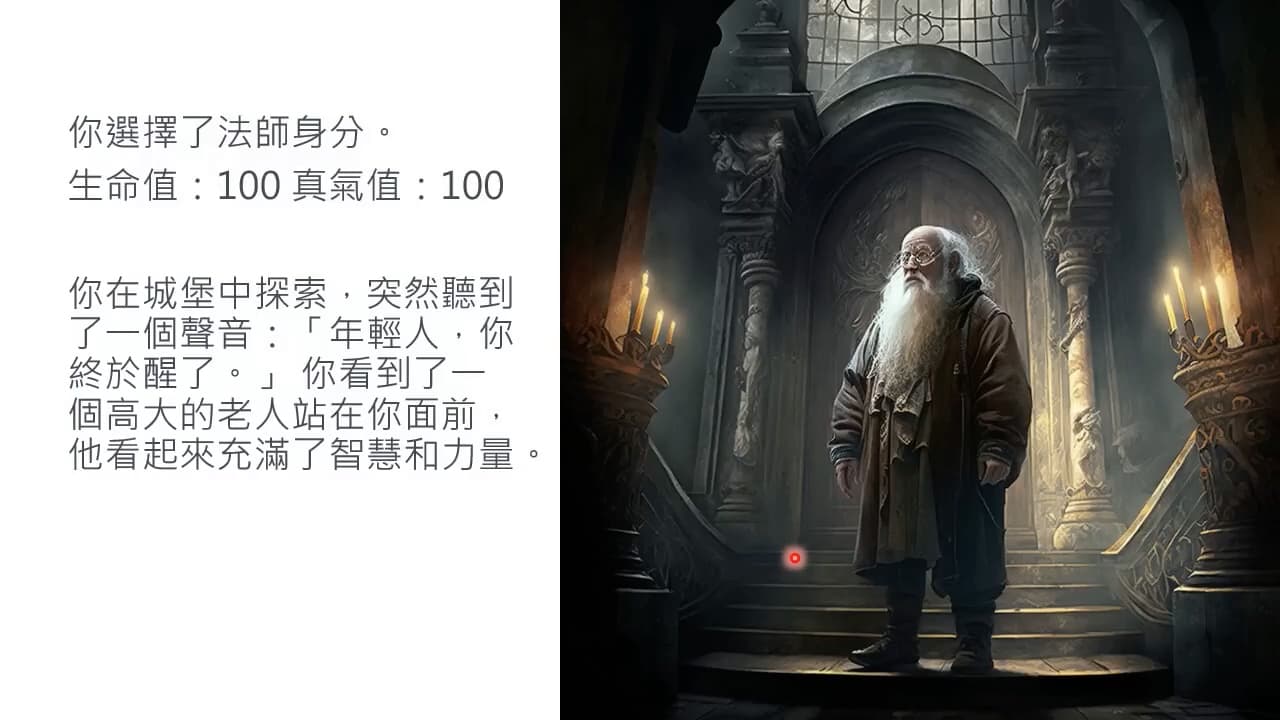 你選擇了法師身分。
生命值：100 真氣值：100
你在城堡中探索，突然聽到
了一個聲音：「年輕人，你
終於醒了。」 你看到了一
個高大的老人站在你面前，
他看起來充滿了智慧和力量。